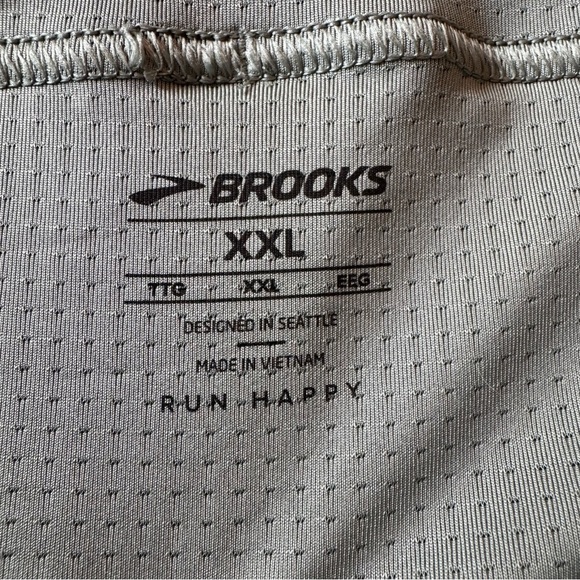 BROOKS
XXL
TTG XXL EEG
DESIGNED IN SEATTLE
MADE IN VIETNAM
RUN HAPPY